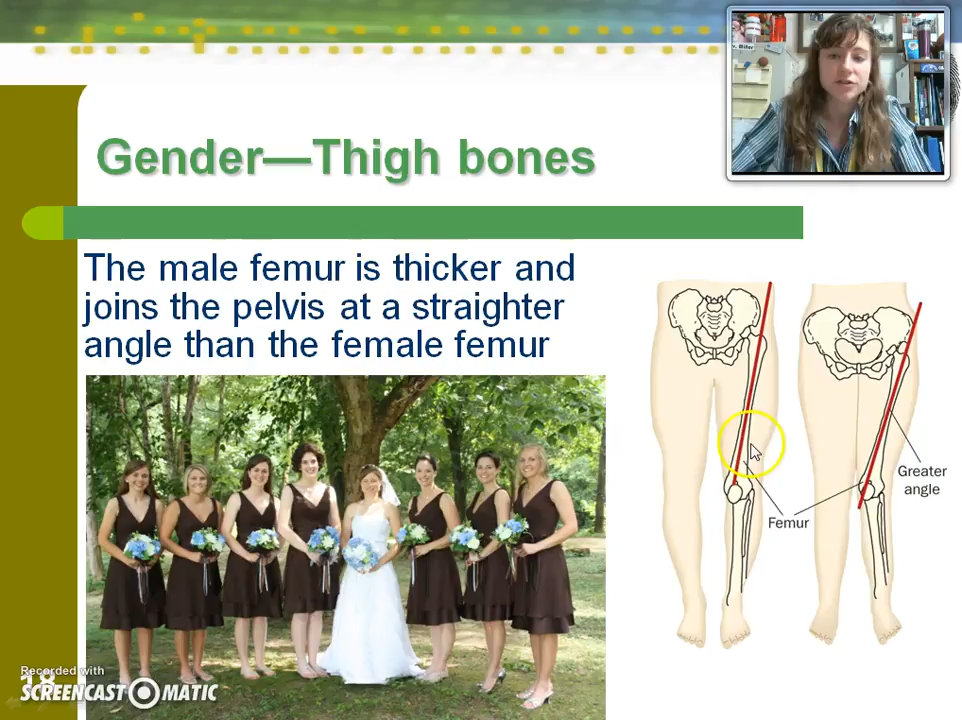 Gender—Thigh bones
The male femur is thicker and
joins the pelvis at a straighter
angle than the female femur
Greater
angle
Femur
Recorded with
18
SCREENCAST MATIC